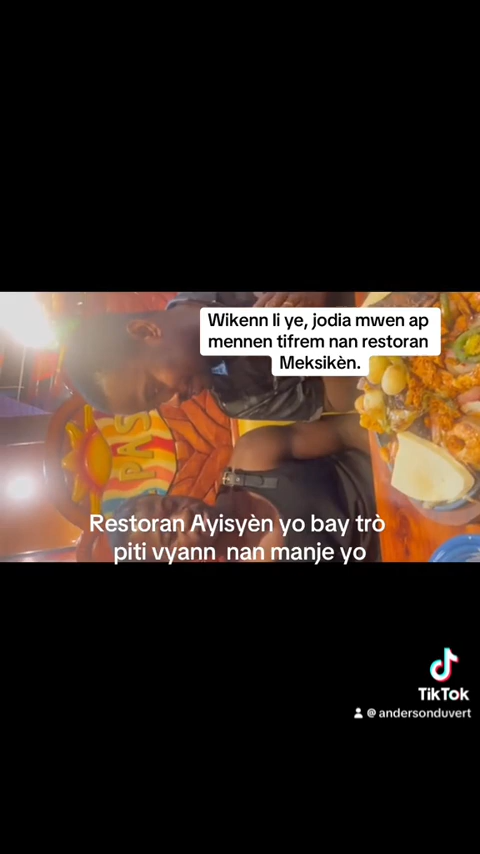 Wikenn li ye, jodia mwen ap
mennen tifrem nan restoran
Meksikèn.
PAS
Restoran Ayisyèn yo bay trò
piti vyann nan manje yo
TikTok
@ andersonduvert